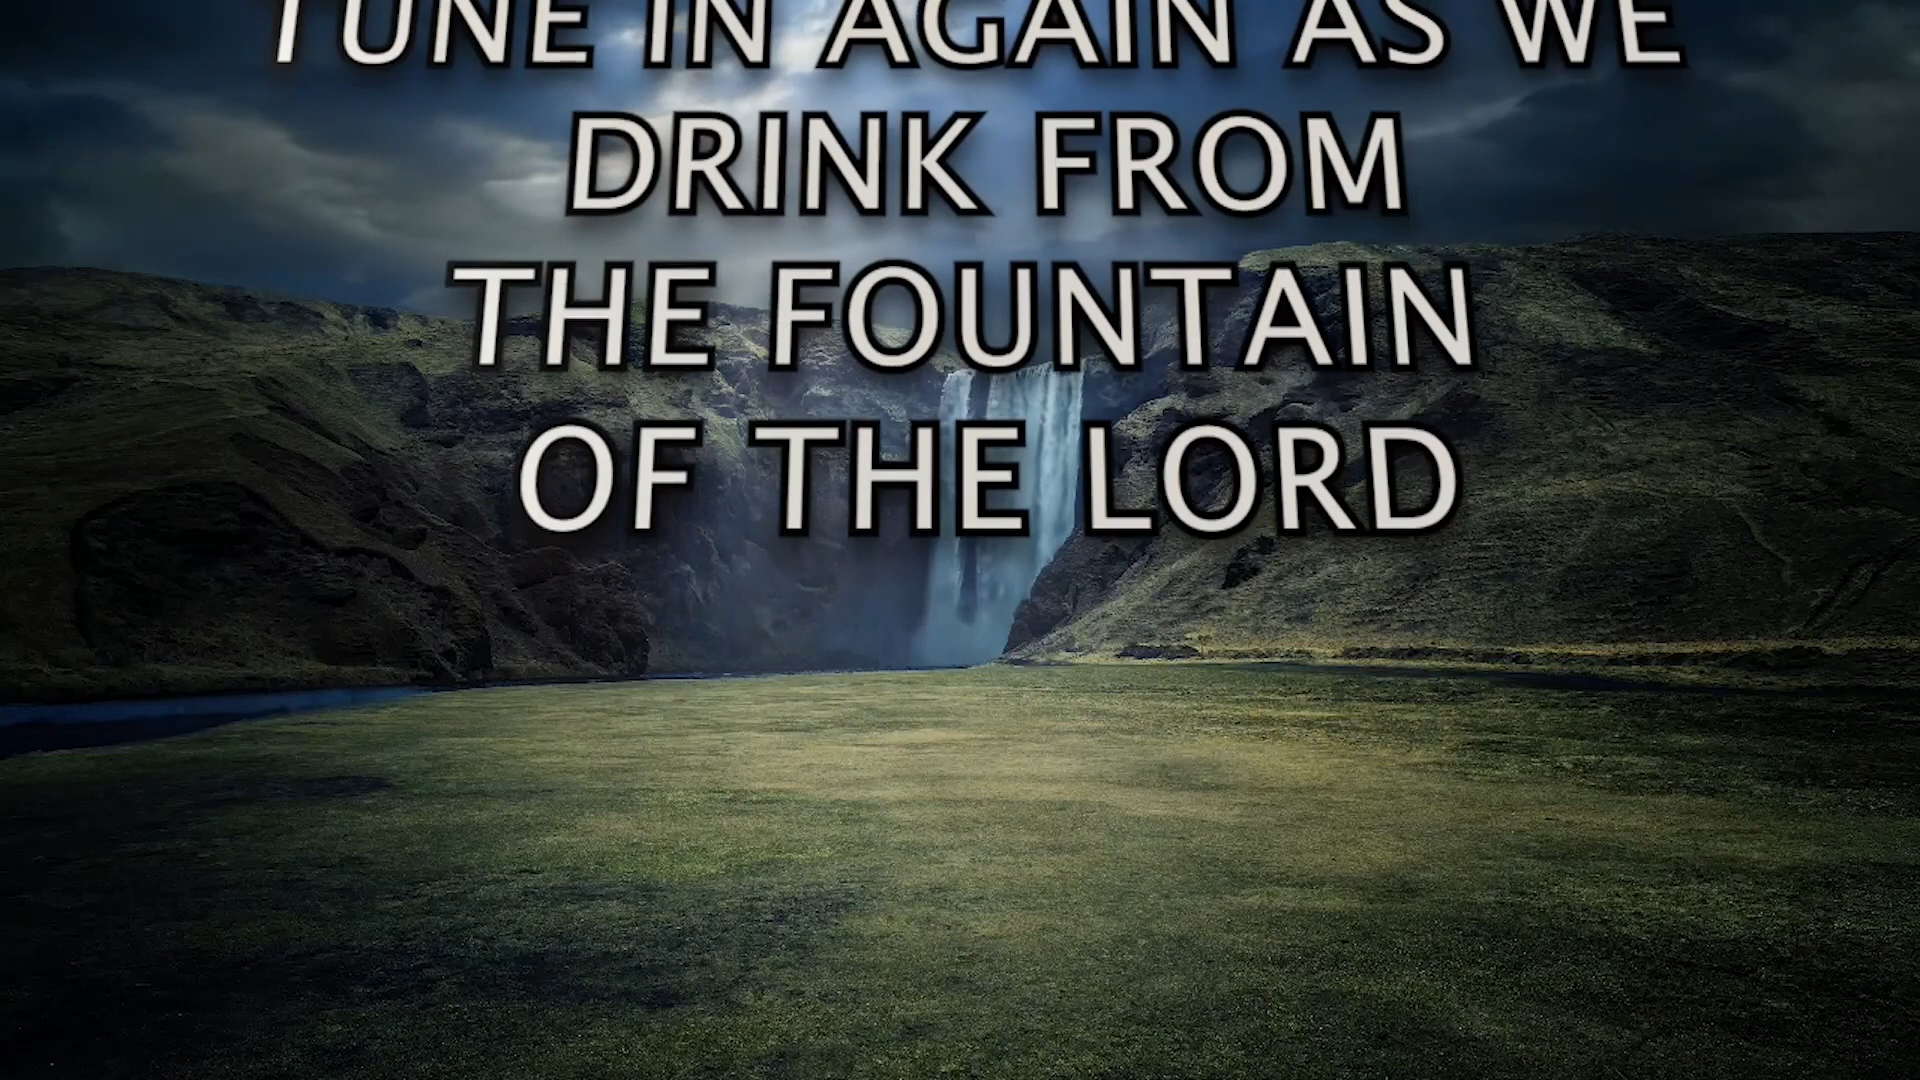 TUNE IN AGAIN AS WE
DRINK FROM
THE FOUNTAIN
OF THE LORD